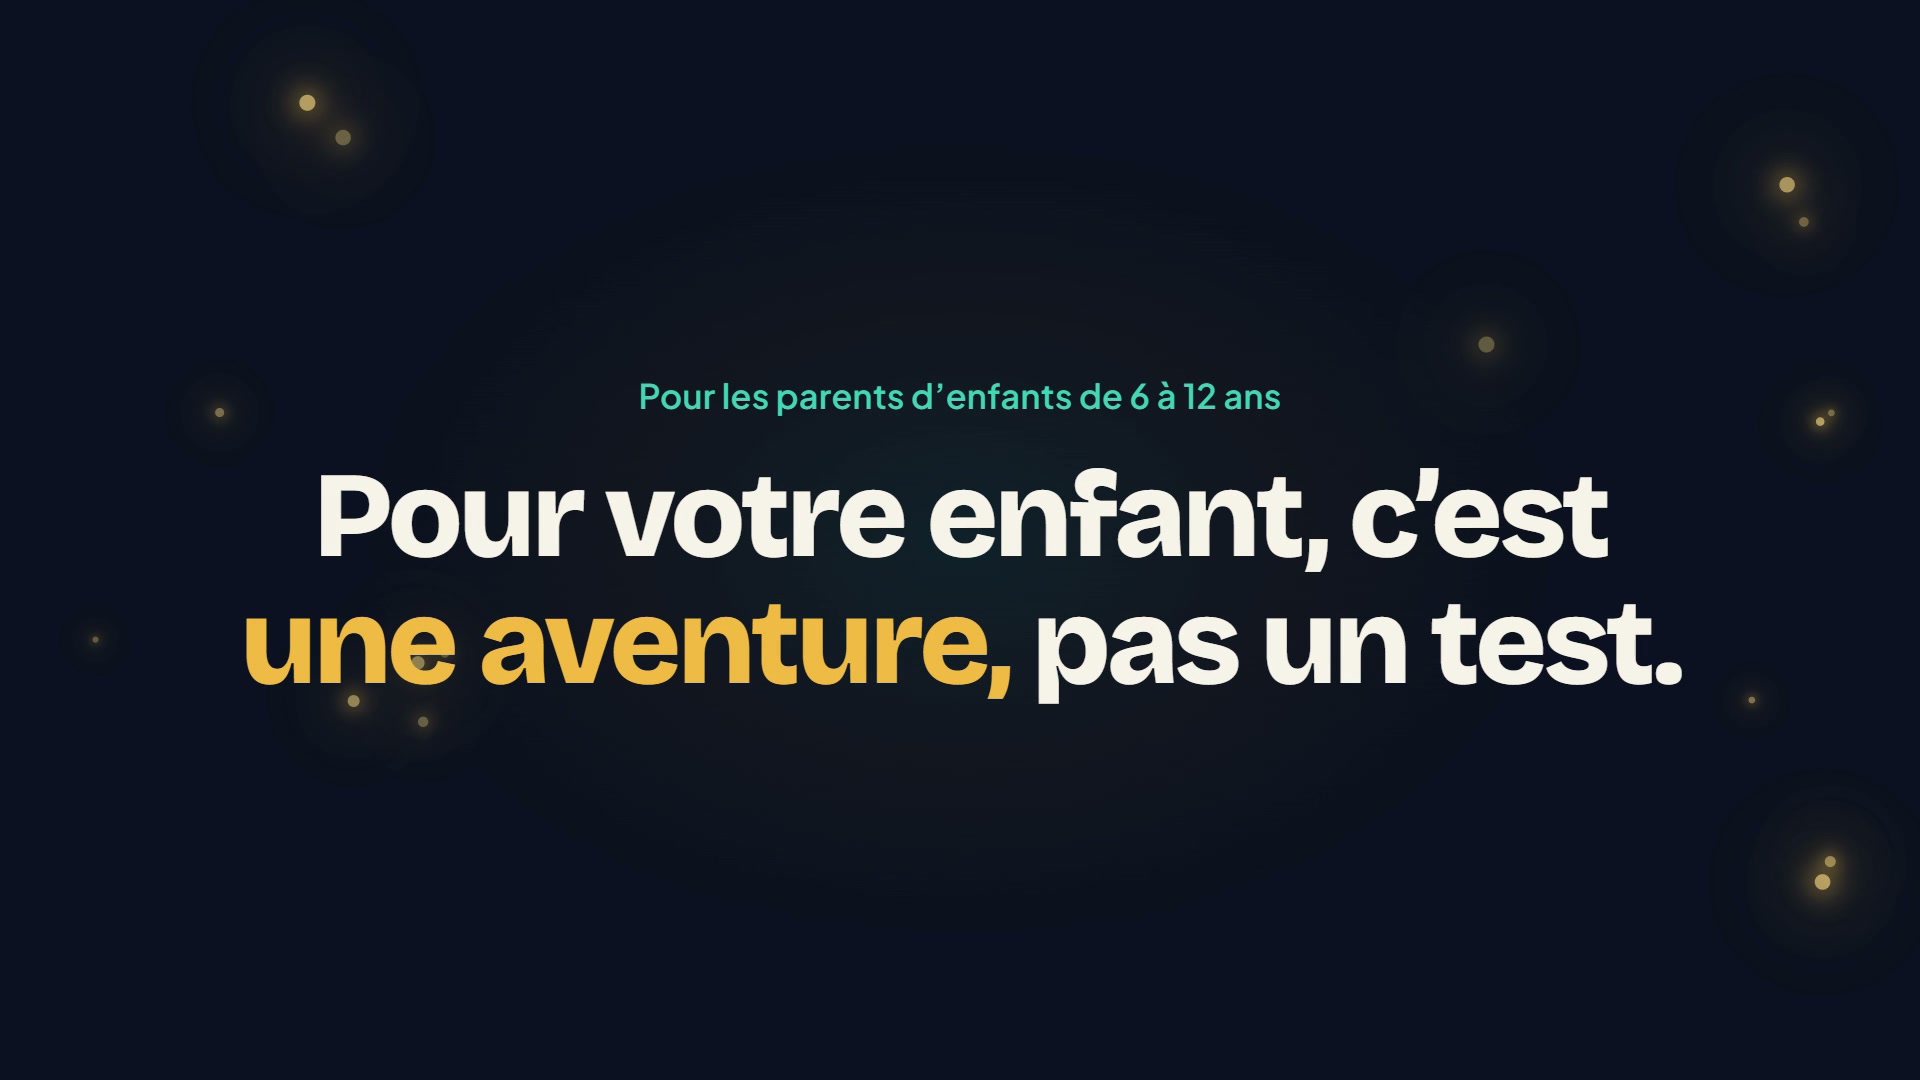 Pour les parents d’enfants de 6 à 12 ans
Pour votre enfant, c’est
une aventure, pas un test.